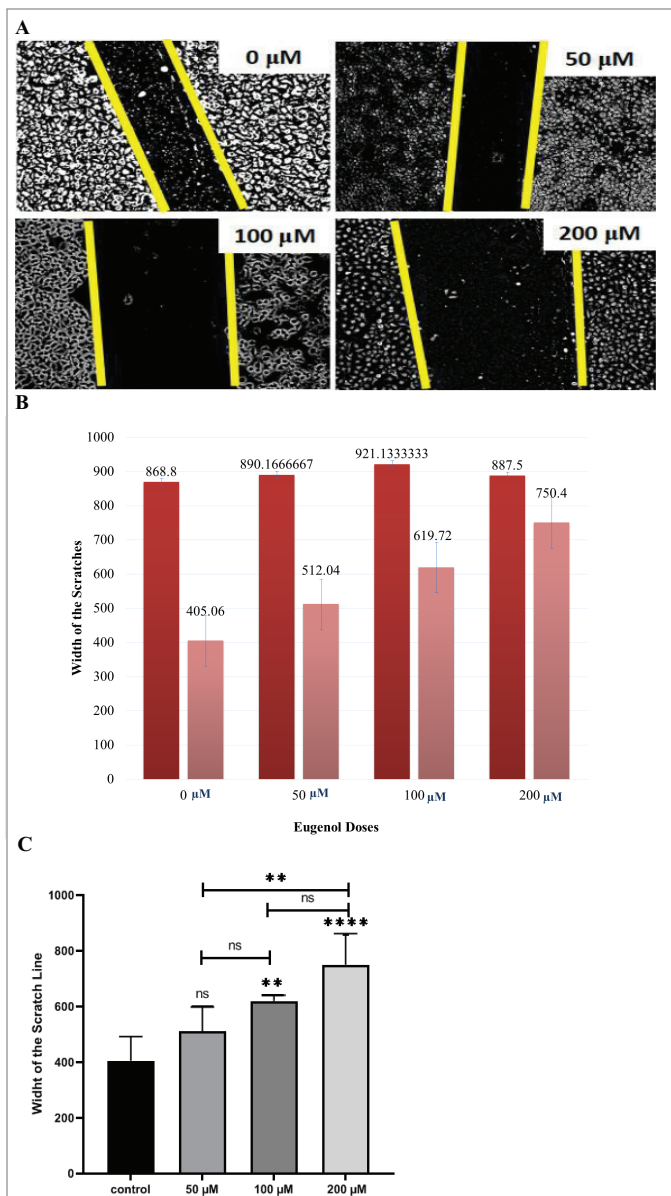 A
0 µM
50 µM
100 µM
200 µM
B
1000
900
800
700
600
500
400
300
200
100
0
Width of the Scratches
868.8
405.06
890.1666667
512.04
921.1333333
619.72
887.5
750.4
0 µM
50 µM
100 µM
200 µM
Eugenol Doses
C
1000
800
600
400
200
0
Widht of the Scratch Line
**
ns
****
ns
**
ns
control
50 µM
100 µM
200 µM